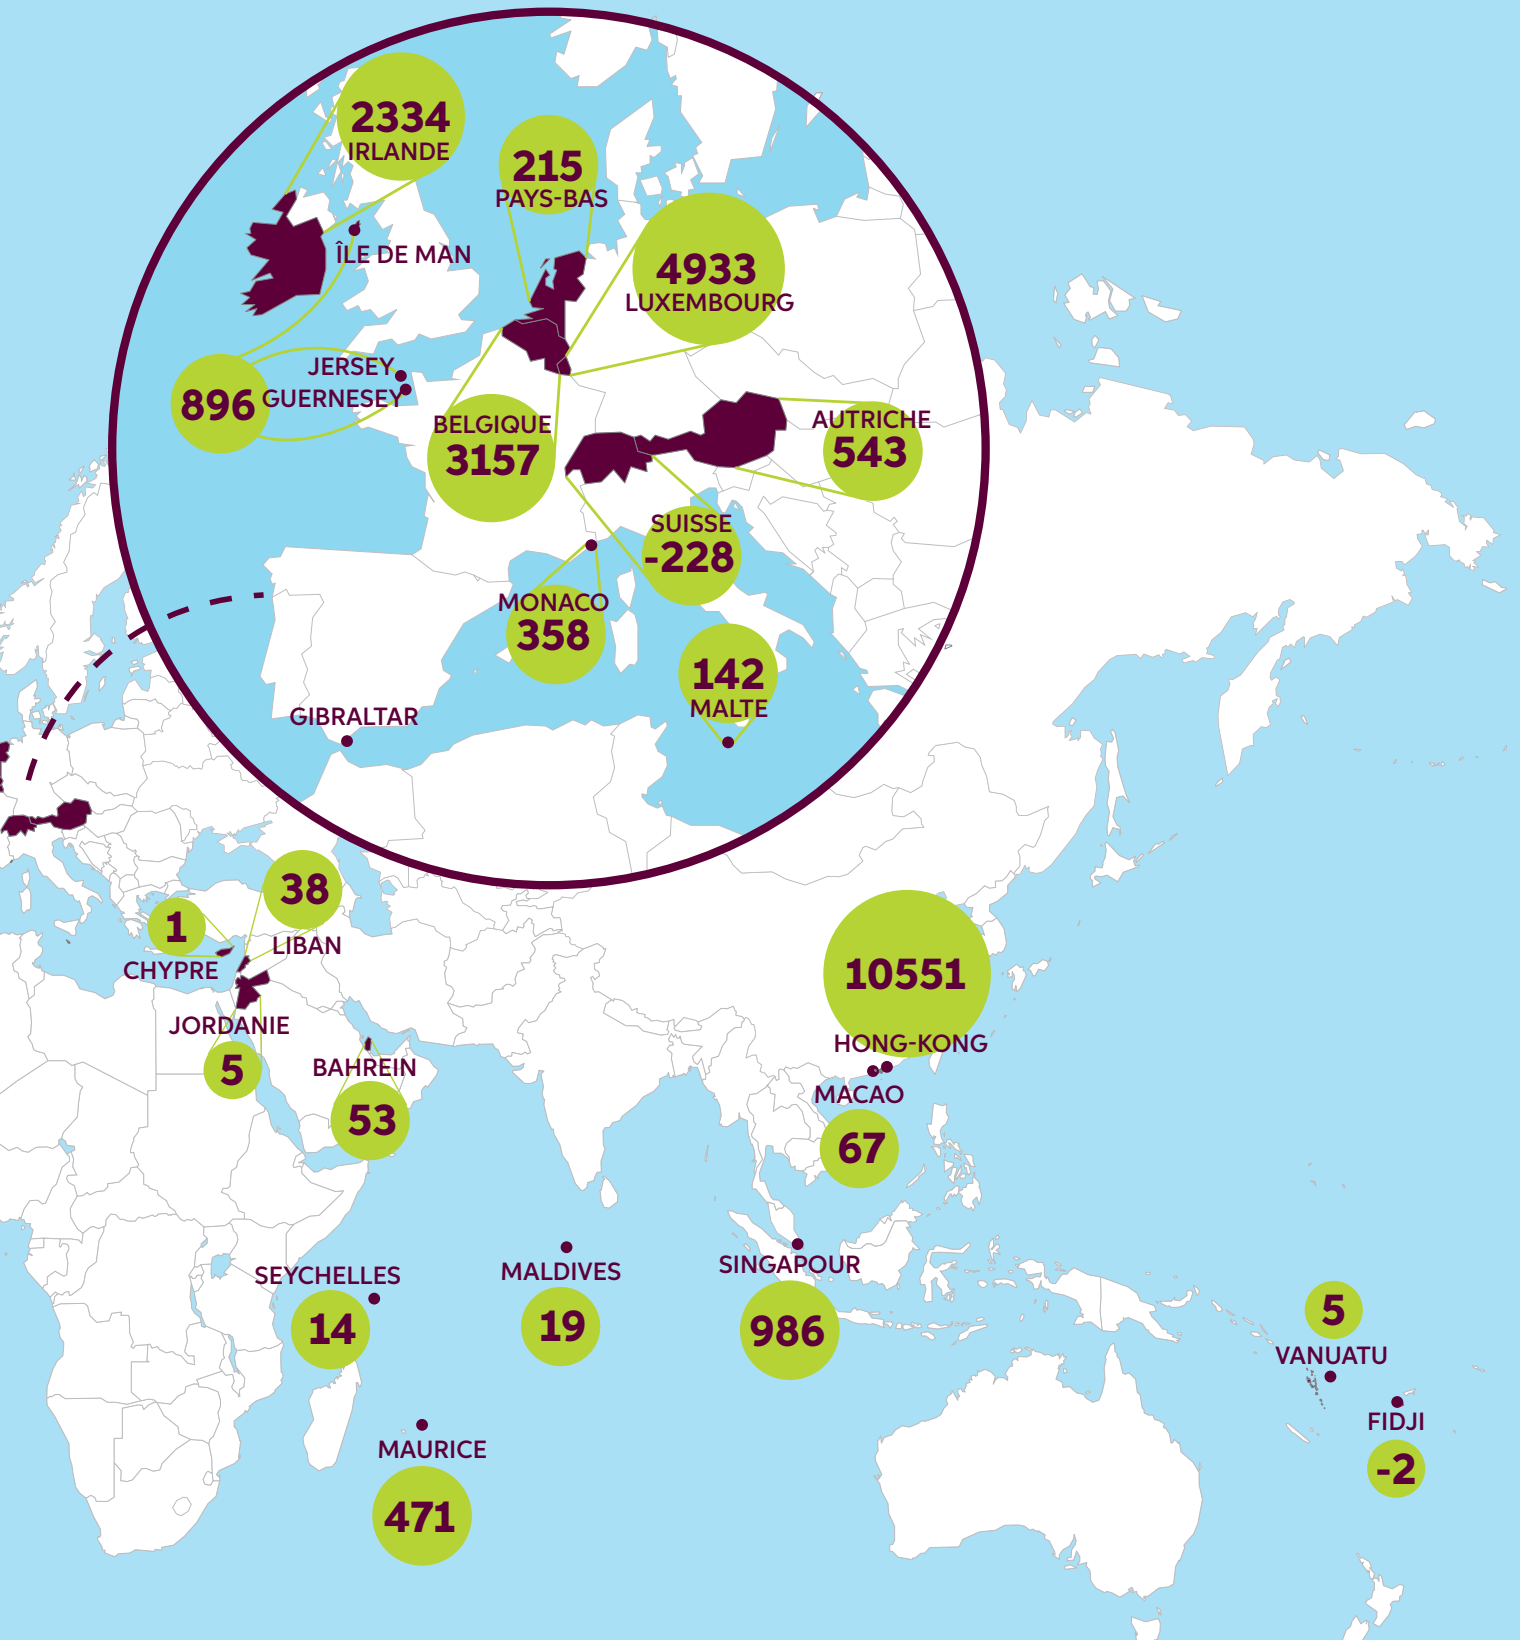 2334
IRLANDE
215
PAYS-BAS
ÎLE DE MAN
4933
LUXEMBOURG
JERSEY
896
GUERNESEY
BELGIQUE
3157
AUTRICHE
543
SUISSE
-228
MONACO
358
142
MALTE
GIBRALTAR
38
LIBAN
1
CHYPRE
JORDANIE
5
BAHREIN
53
10551
HONG-KONG
MACAO
67
SEYCHELLES
14
MALDIVES
19
SINGAPOUR
986
MAURICE
471
5
VANUATU
FIDJI
-2